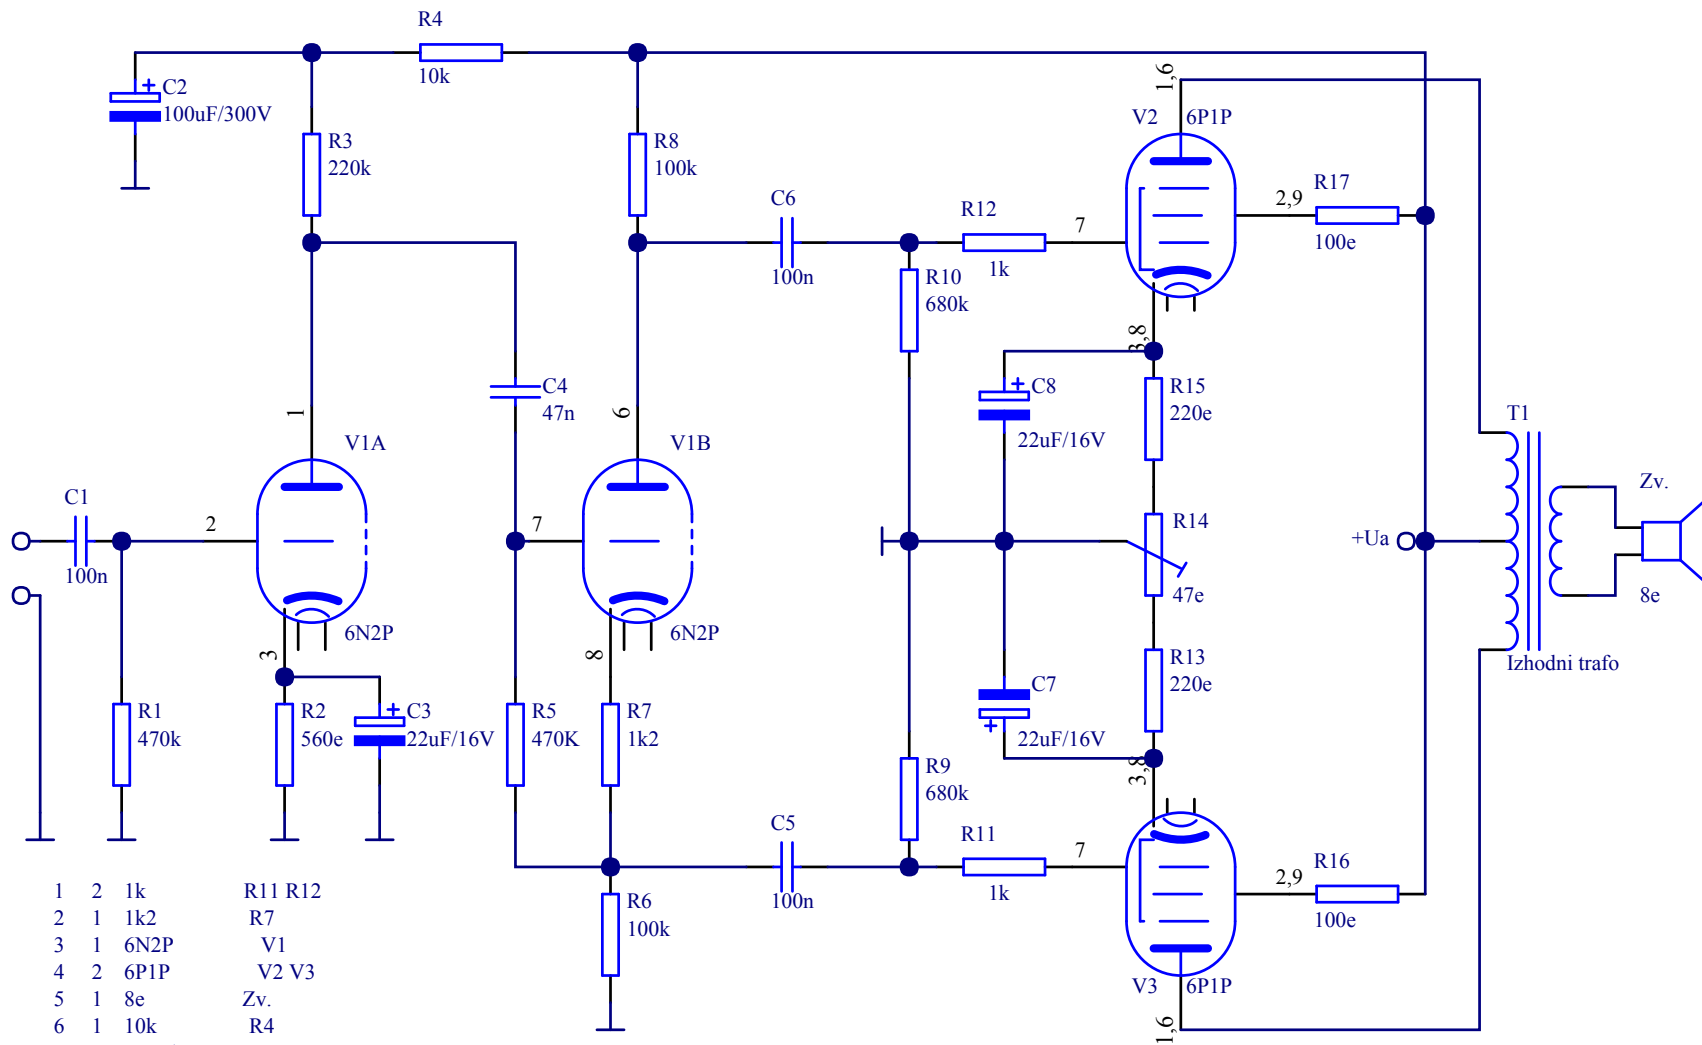 R4
10k
C2
100uF/300V
R3
220k
R8
100k
C6
100n
R12
1k
7
1,6
V2 6P1P
2,9
R17
100e
R10
680k
3,8
C8
22uF/16V
R15
220e
T1
C4
47n
1
6
V1A
V1B
C1
100n
2
7
R14
47e
+Ua
Zv.
8e
6N2P
6N2P
3
8
Izhodni trafo
R13
220e
C7
22uF/16V
R1
470k
R2
560e
C3
22uF/16V
R5
470K
R7
1k2
R9
680k
3,8
C5
100n
R11
1k
7
2,9
R16
100e
R6
100k
V3 6P1P
1,6
1 2 1k R11 R12
2 1 1k2 R7
3 1 6N2P V1
4 2 6P1P V2 V3
5 1 8e Zv.
6 1 10k R4